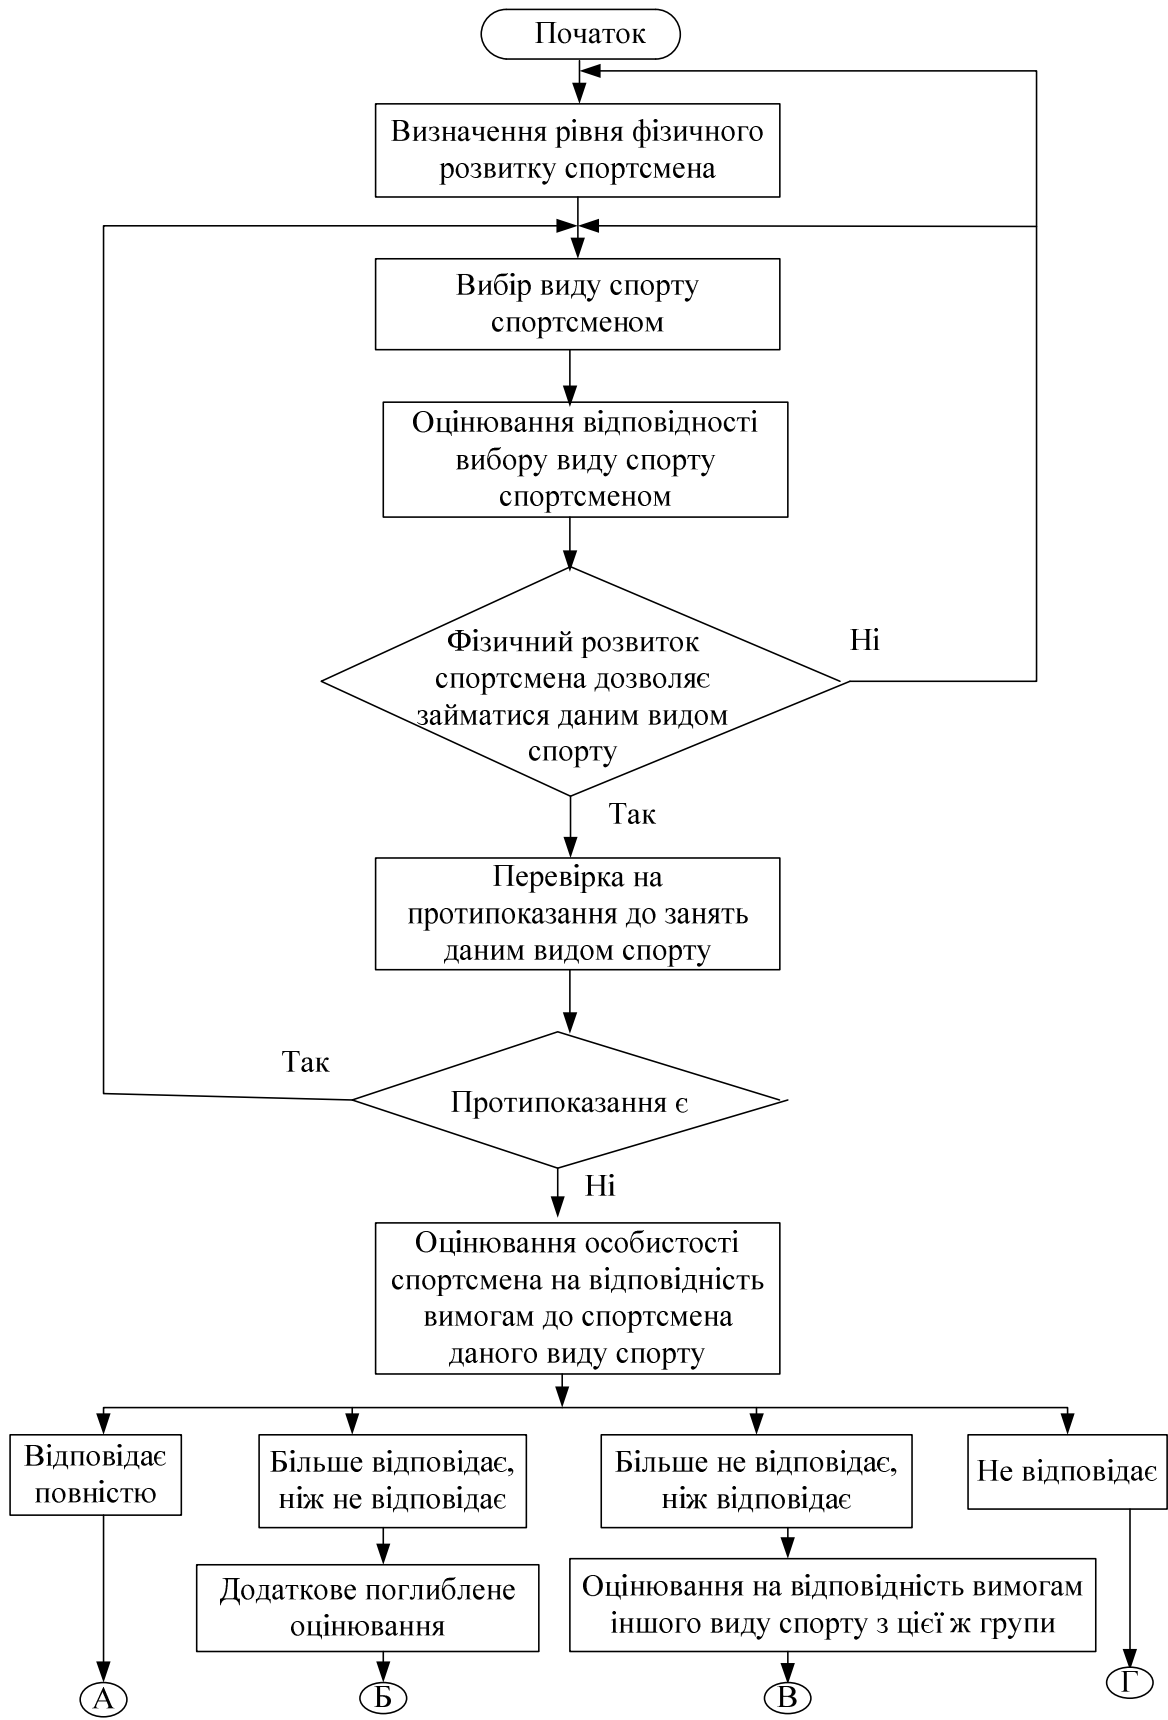 Початок
Визначення рівня фізичного
розвитку спортсмена
Вибір виду спорту
спортсменом
Оцінювання відповідності
вибору виду спорту
спортсменом
Фізичний розвиток
спортсмена дозволяє
займатися даним видом
спорту
Ні
Так
Перевірка на
протипоказання до занять
даним видом спорту
Так
Протипоказання є
Ні
Оцінювання особистості
спортсмена на відповідність
вимогам до спортсмена
даного виду спорту
Відповідає
повністю
Більше відповідає,
ніж не відповідає
Більше не відповідає,
ніж відповідає
Не відповідає
Додаткове поглиблене
оцінювання
Оцінювання на відповідність вимогам
іншого виду спорту з цієї ж групи
А
Б
В
Г